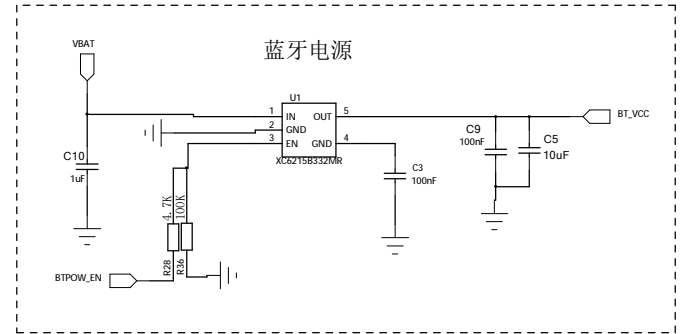 蓝牙电源
VBAT
U1
1 IN OUT 5
2 GND
3 EN GND 4
XC6215B332MR
BT_VCC
C10
1uF
C9
100nF
C5
10uF
C3
100nF
4.7K
100K
R28
R36
BTPOW_EN